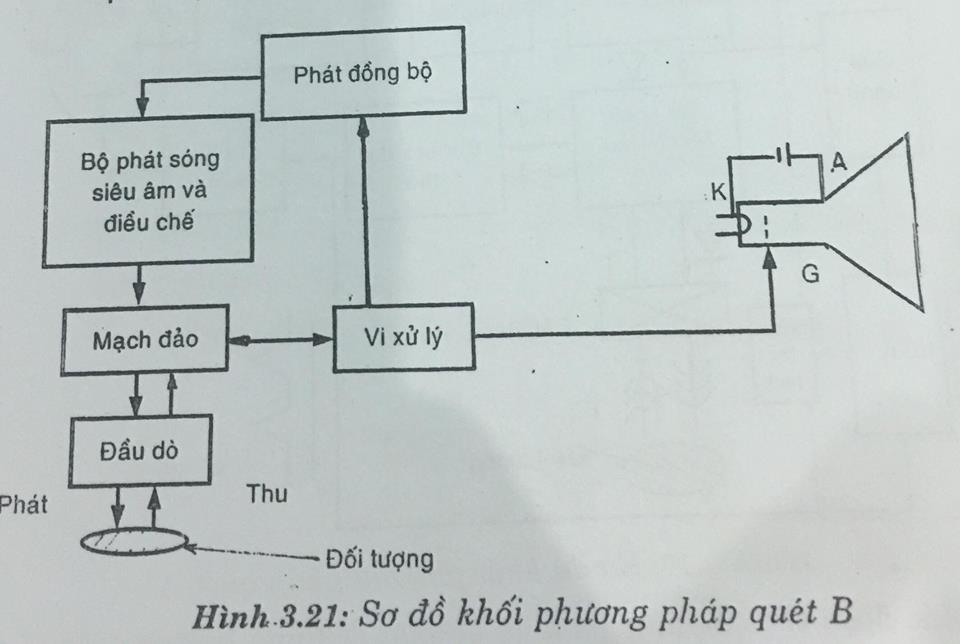 Phát đồng bộ
Bộ phát sóng
siêu âm và
điều chế
A
K
G
Mạch đảo
Vi xử lý
Đầu dò
Phát
Thu
Đối tượng
Hình.3.21: Sơ đồ khối phương pháp quét B